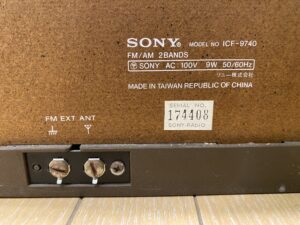 SONY® MODEL NO ICF-9740
FM/AM 2BANDS
SONY AC:100V 9W 50/60Hz
ソニー株式会社
MADE IN TAIWAN REPUBLIC OF CHINA
SERIAL NO.
174408
SONY-RADIO
FM EXT ANT